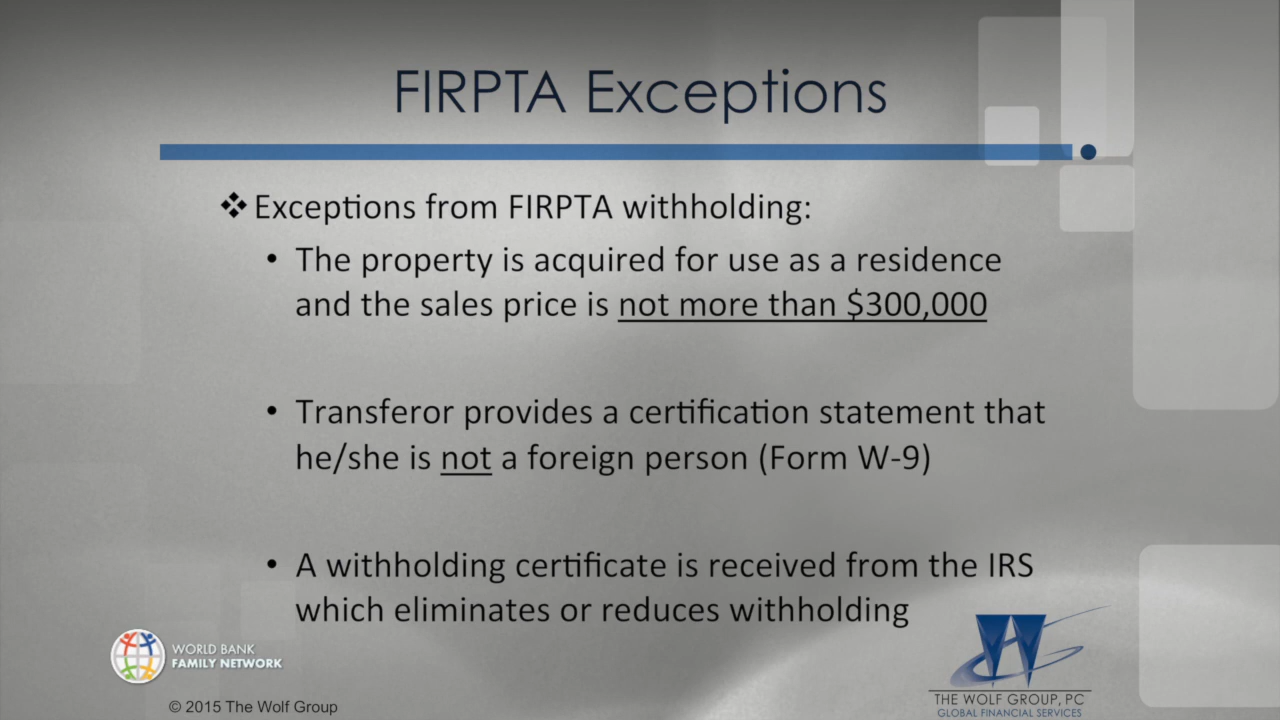 FIRPTA Exceptions
❖ Exceptions from FIRPTA withholding:
• The property is acquired for use as a residence
and the sales price is not more than $300,000
• Transferor provides a certification statement that
he/she is not a foreign person (Form W-9)
• A withholding certificate is received from the IRS
which eliminates or reduces withholding
WORLD BANK
FAMILY NETWORK
© 2015 The Wolf Group
W
THE WOLF GROUP, PC
GLOBAL FINANCIAL SERVICES